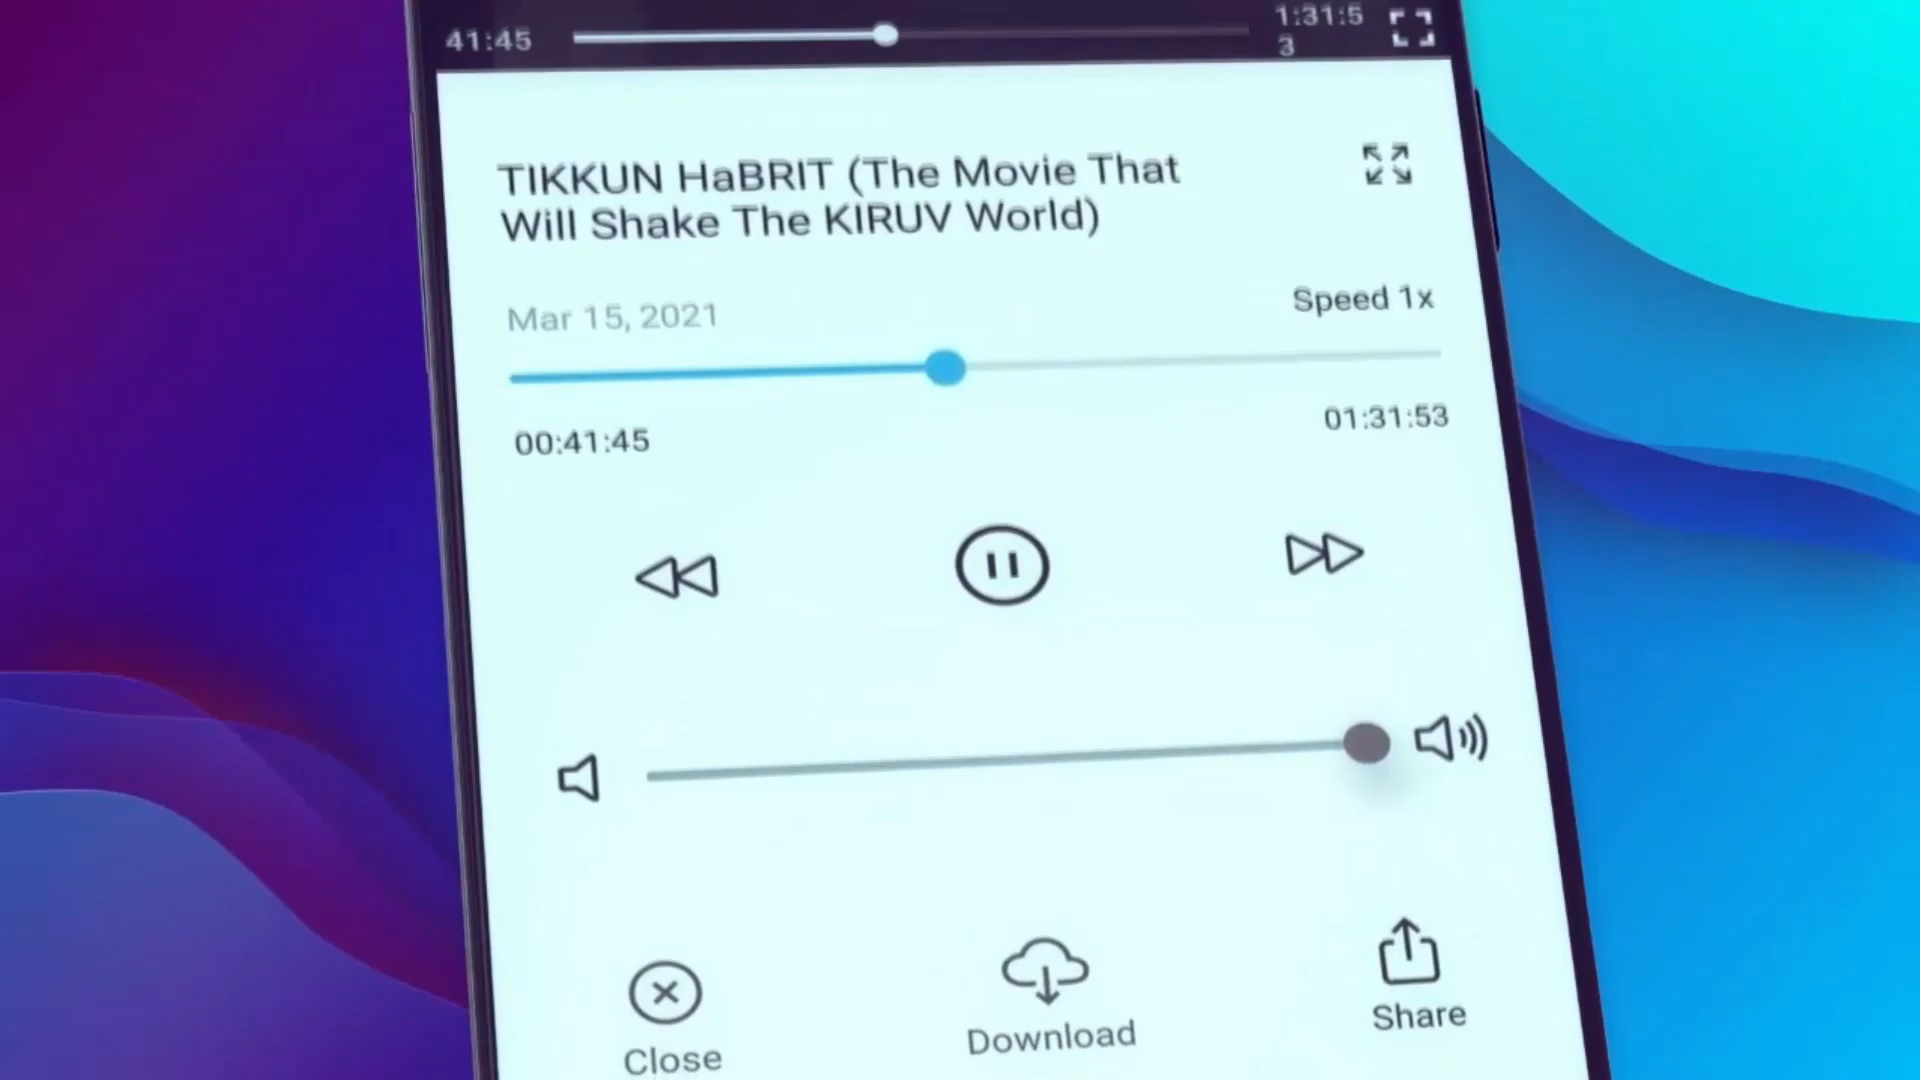 41:45
1:31:5
3
TIKKUN HaBRIT (The Movie That
Will Shake The KIRUV World)
Mar 15, 2021
Speed 1x
00:41:45
01:31:53
Close
Download
Share